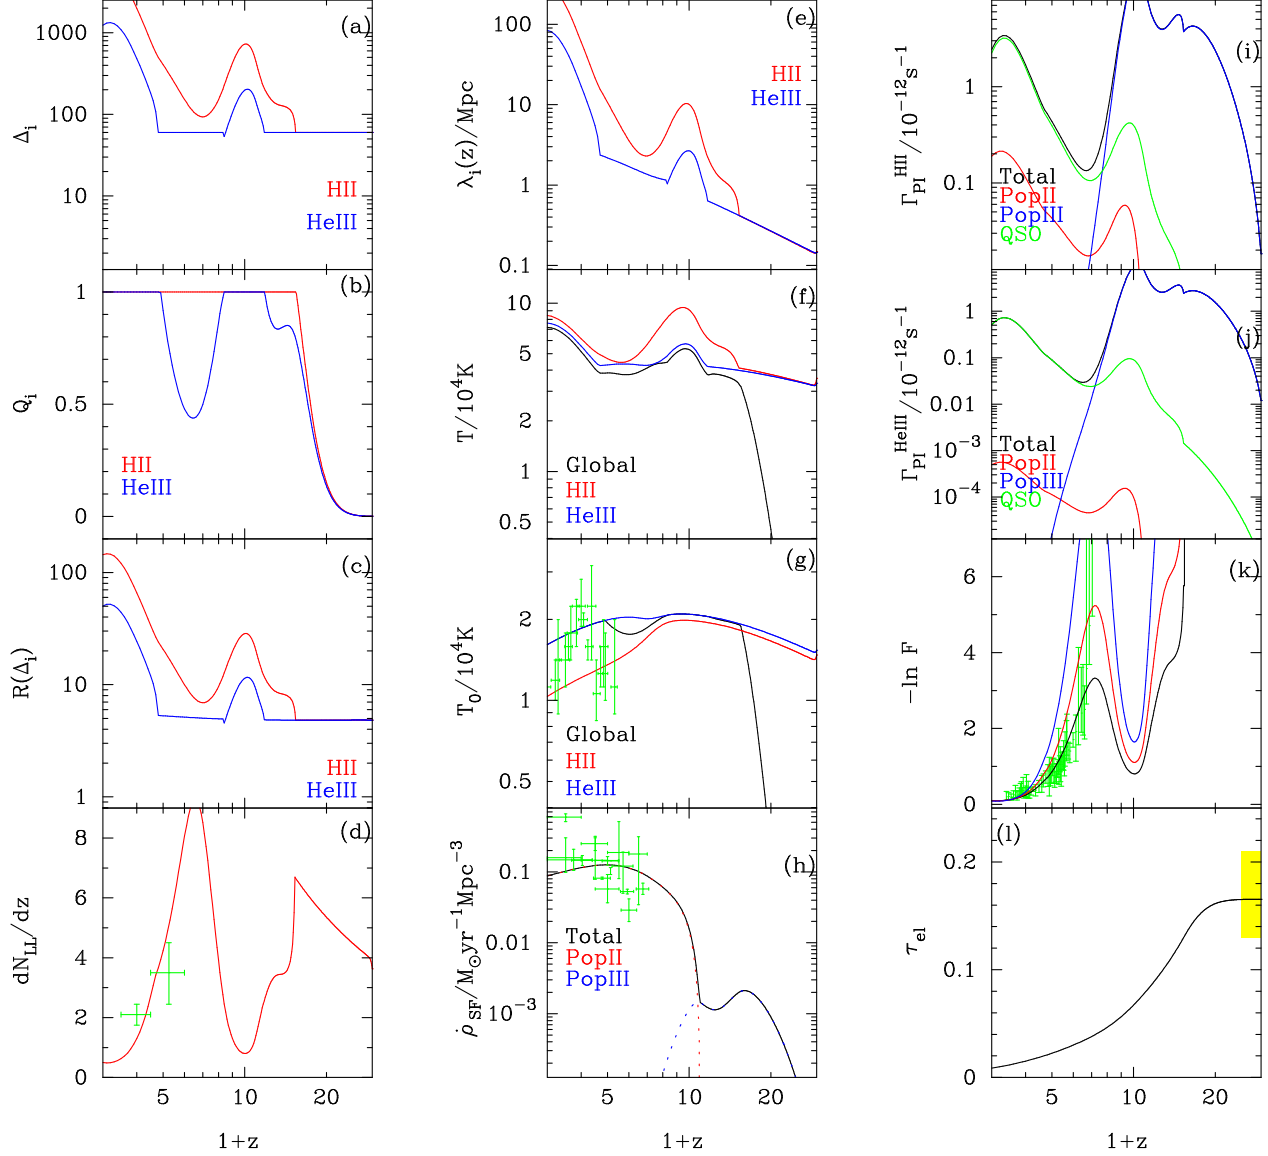 (a)
1000
100
10
Δi
HII
HeIII
(b)
1
0.5
0
Qi
HII
HeIII
(c)
100
10
1
R(Δi)
HII
HeIII
(d)
8
6
4
2
0
dNLL/dz
5
10
20
1+z
(e)
100
10
1
0.1
λi(z)/Mpc
HII
HeIII
(f)
10
5
2
1
0.5
T/10⁴K
Global
HII
HeIII
(g)
2
1
0.5
T0/10⁴K
Global
HII
HeIII
(h)
0.1
0.01
10⁻³
ρ̇SF/M⊙yr⁻¹Mpc⁻³
Total
PopII
PopIII
5
10
20
1+z
(i)
1
0.1
ΓPI^HII/10⁻¹²s⁻¹
Total
PopII
PopIII
QSO
(j)
1
0.1
0.01
10⁻³
10⁻⁴
ΓPI^HeIII/10⁻¹²s⁻¹
Total
PopII
PopIII
QSO
(k)
6
4
2
0
−ln F
(l)
0.2
0.1
0
τel
5
10
20
1+z